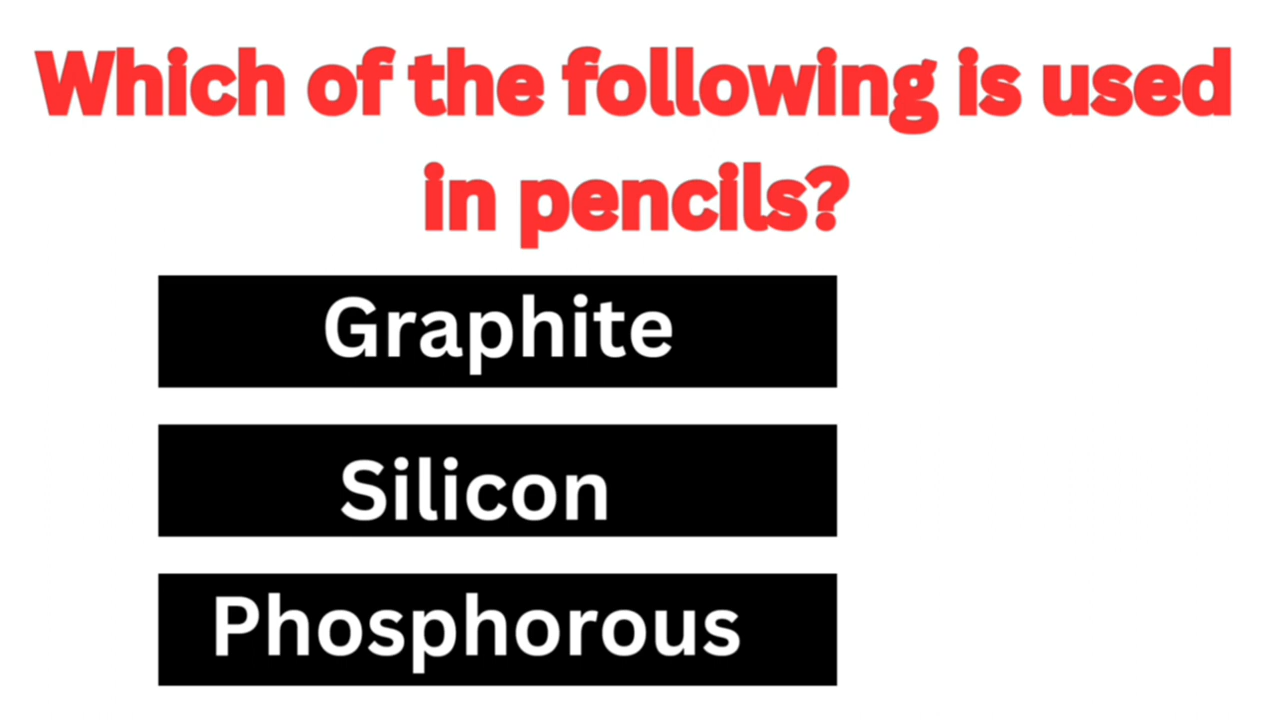 Which of the following is used
in pencils?
Graphite
Silicon
Phosphorous